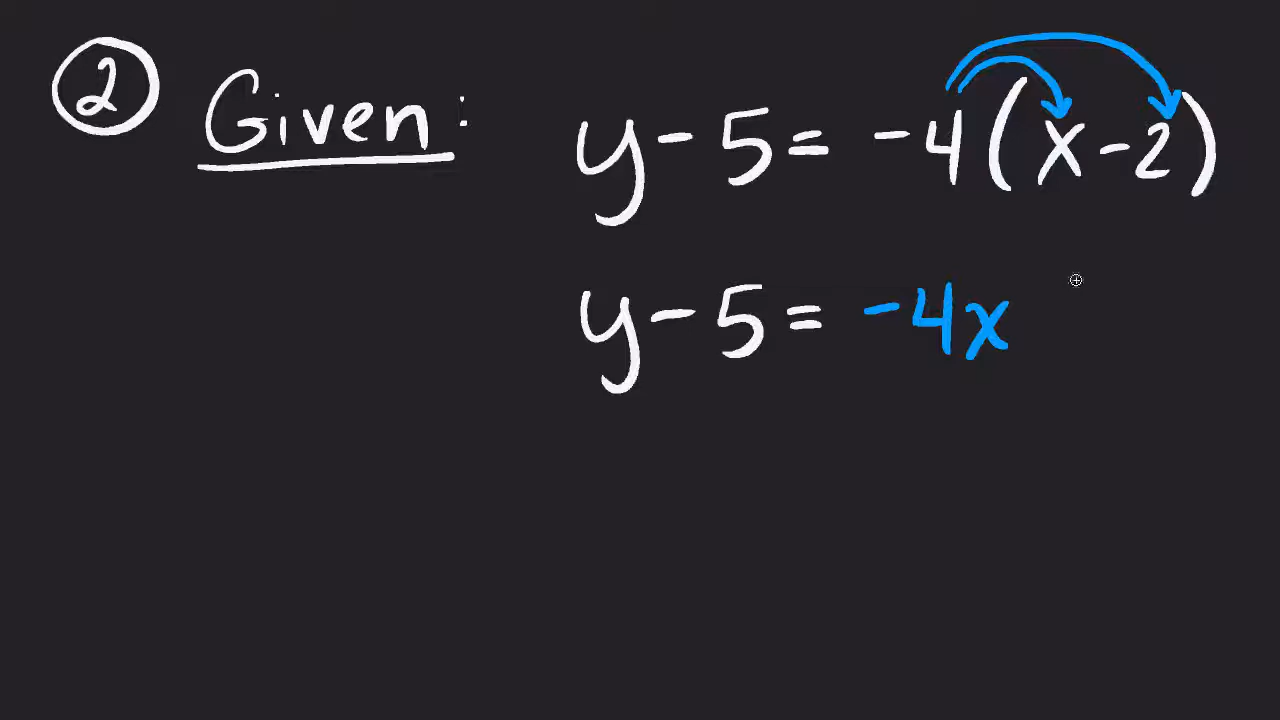 ② Given: y - 5 = -4(x - 2)
y - 5 = -4x